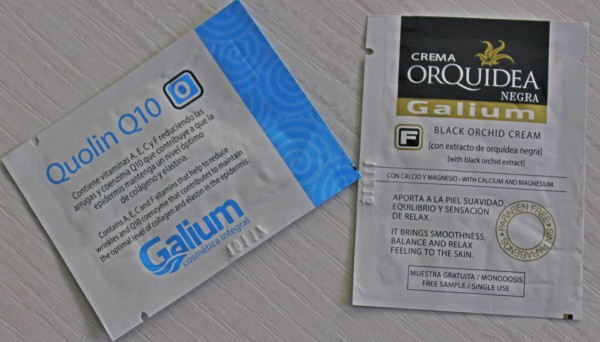 Quolin Q10
Contiene vitaminas A, E, C y F reduciendo las
arrugas y coenzima Q10 que contribuye a que la
epidermis mantenga un nivel óptimo
de colágeno y elastina.
Contains A, E, C and F vitamins that help to reduce
wrinkles and Q10 coenzyme that contributes to maintain
the optimal level of collagen and elastin in the epidermis.
Galium
cosmética integral
CREMA
ORQUIDEA
NEGRA
Galium
F
BLACK ORCHID CREAM
[con extracto de orquídea negra]
[with black orchid extract]
CON CALCIO Y MAGNESIO - WITH CALCIUM AND MAGNESIUM
APORTA A LA PIEL SUAVIDAD,
EQUILIBRIO Y SENSACIÓN
DE RELAX.
IT BRINGS SMOOTHNESS,
BALANCE AND RELAX
FEELING TO THE SKIN.
PARABEN FREE • SIN PARABENOS •
MUESTRA GRATUITA / MONODOSIS
FREE SAMPLE / SINGLE USE